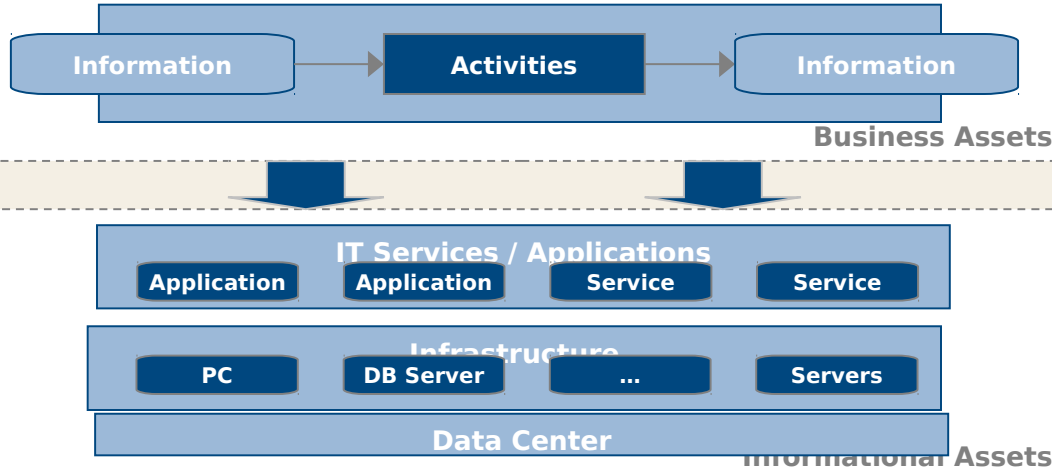 Information
Activities
Information
Business Assets
IT Services / Applications
Application
Application
Service
Service
Infrastructure
PC
DB Server
...
Servers
Data Center
Informational Assets